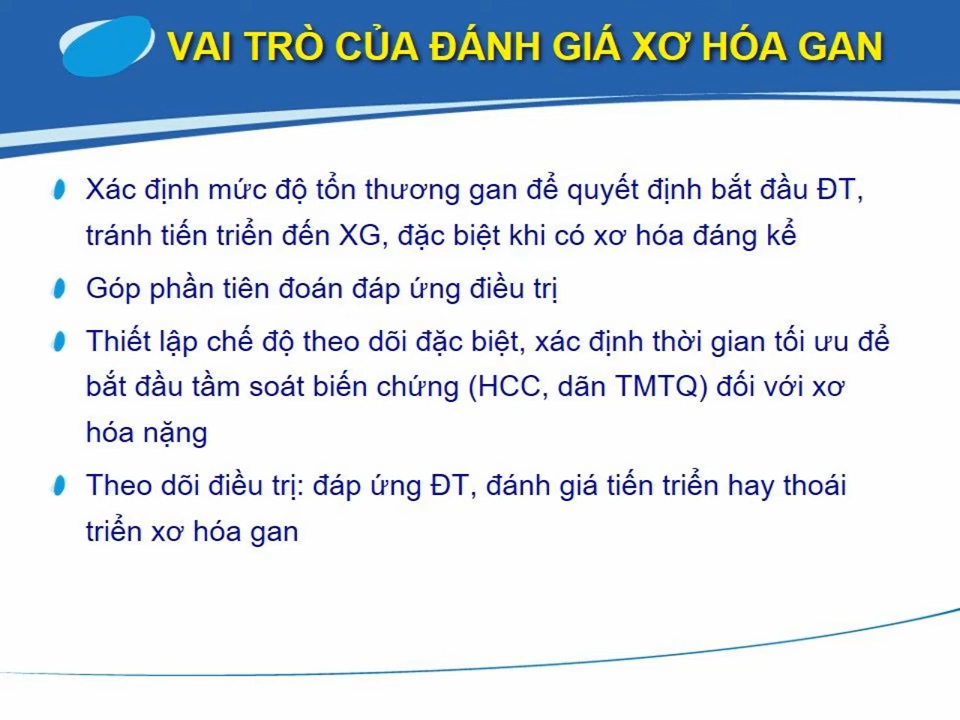 VAI TRÒ CỦA ĐÁNH GIÁ XƠ HÓA GAN
Xác định mức độ tổn thương gan để quyết định bắt đầu ĐT,
tránh tiến triển đến XG, đặc biệt khi có xơ hóa đáng kể
Góp phần tiên đoán đáp ứng điều trị
Thiết lập chế độ theo dõi đặc biệt, xác định thời gian tối ưu để
bắt đầu tầm soát biến chứng (HCC, dãn TMTQ) đối với xơ
hóa nặng
Theo dõi điều trị: đáp ứng ĐT, đánh giá tiến triển hay thoái
triển xơ hóa gan